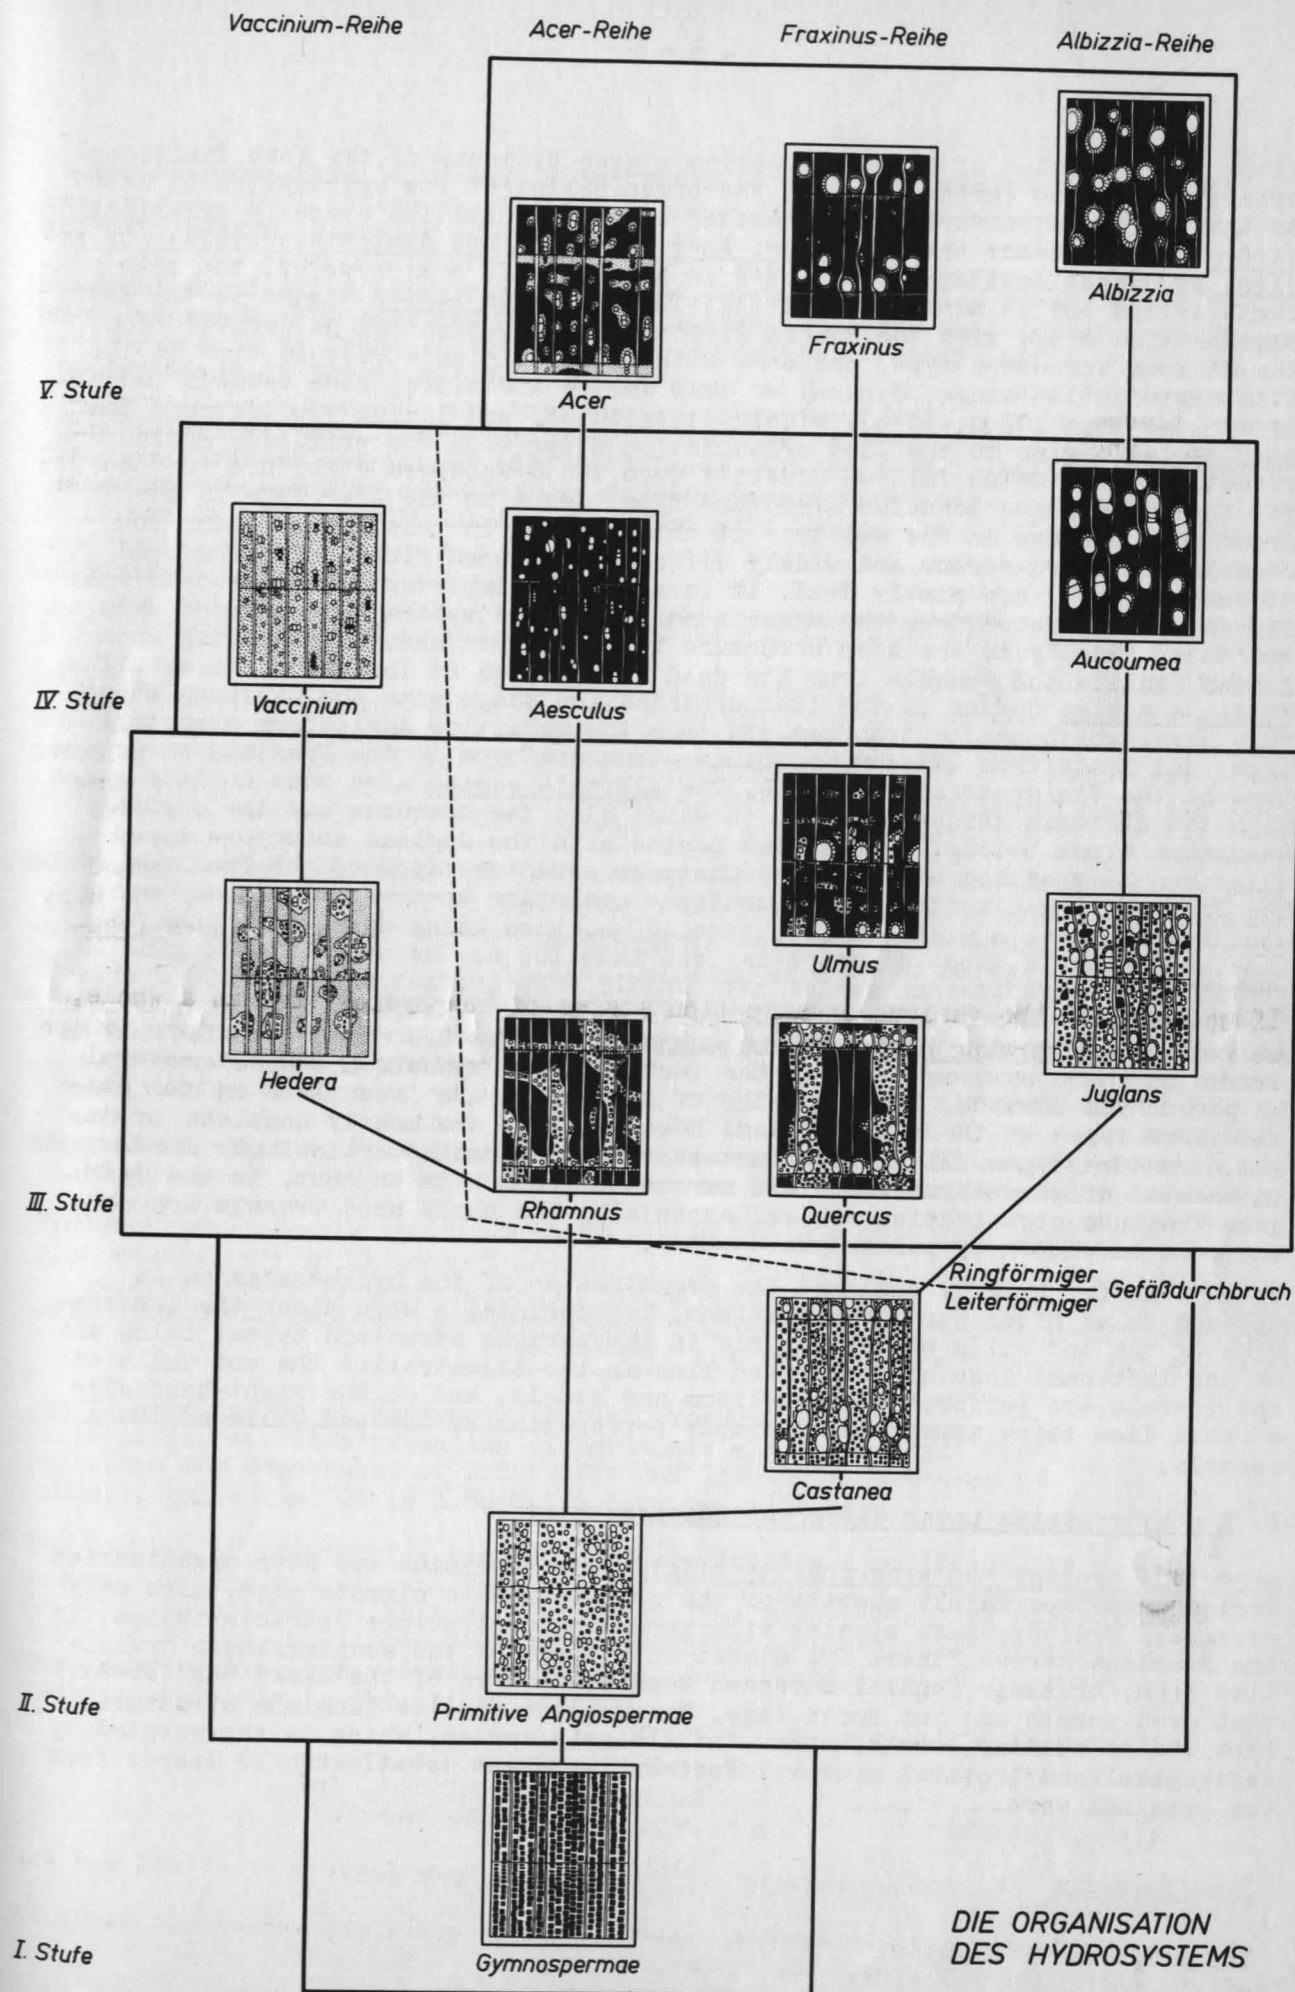 Vaccinium-Reihe
Acer-Reihe
Fraxinus-Reihe
Albizzia-Reihe
Albizzia
Fraxinus
Acer
V. Stufe
Aucoumea
Vaccinium
Aesculus
IV. Stufe
Ulmus
Hedera
Juglans
Rhamnus
Quercus
III. Stufe
Ringförmiger
Leiterförmiger
Gefäßdurchbruch
Castanea
Primitive Angiospermae
II. Stufe
Gymnospermae
I. Stufe
DIE ORGANISATION
DES HYDROSYSTEMS